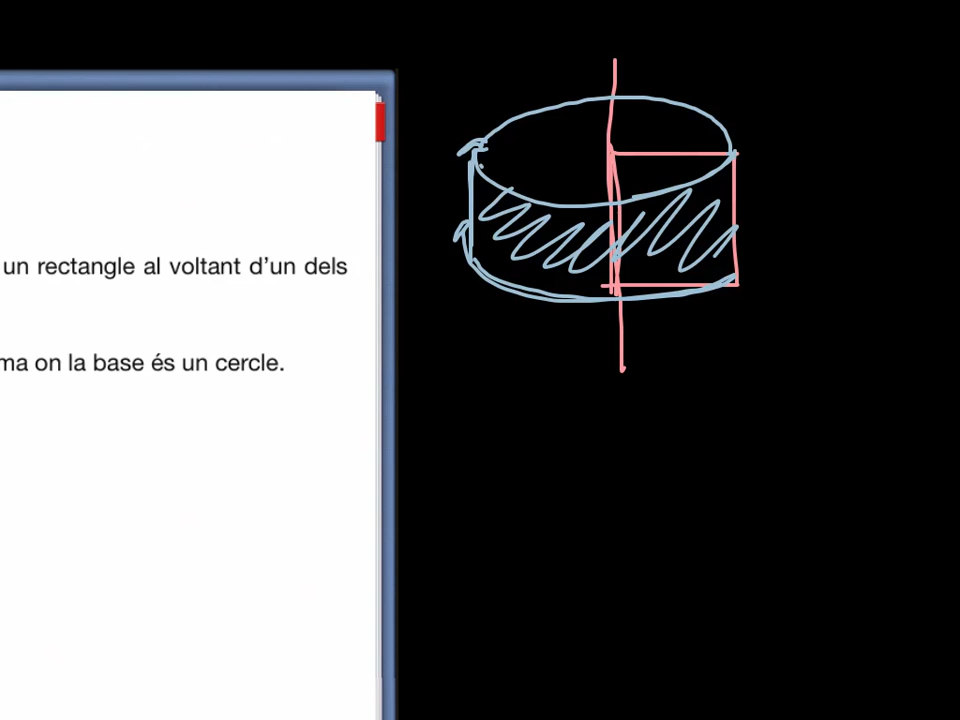 un rectangle al voltant d’un dels
ma on la base és un cercle.